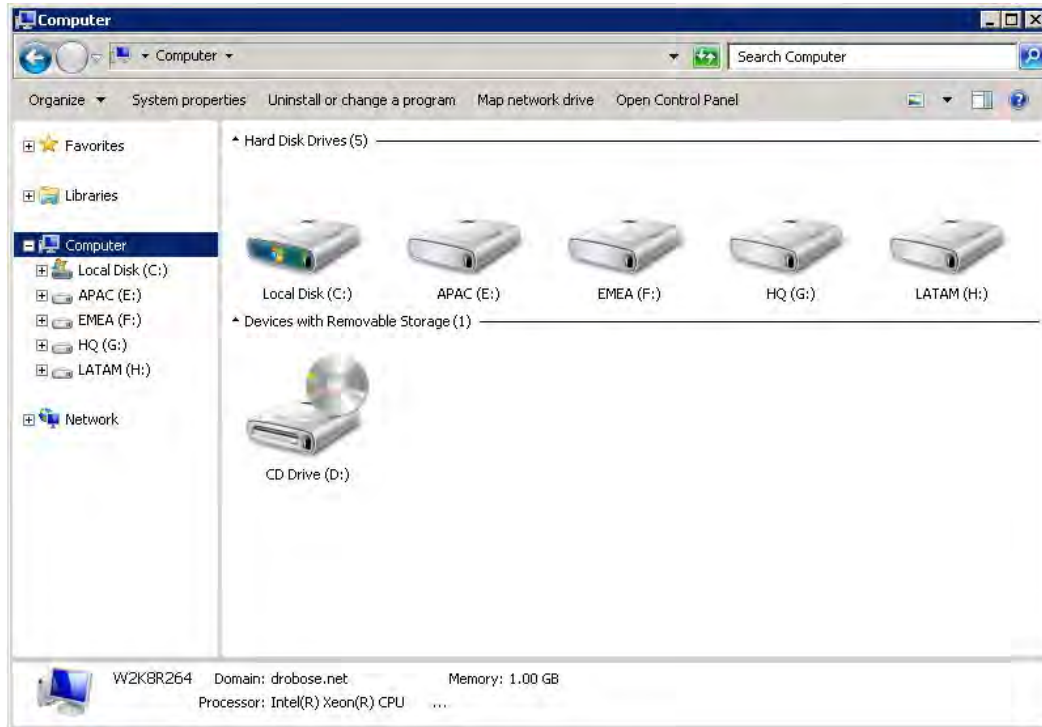 Computer
Computer
Search Computer
Organize System properties Uninstall or change a program Map network drive Open Control Panel
Favorites
Libraries
Computer
Local Disk (C:)
APAC (E:)
EMEA (F:)
HQ (G:)
LATAM (H:)
Network
Hard Disk Drives (5)
Local Disk (C:) APAC (E:) EMEA (F:) HQ (G:) LATAM (H:)
Devices with Removable Storage (1)
CD Drive (D:)
W2K8R264 Domain: drobose.net Memory: 1.00 GB
Processor: Intel(R) Xeon(R) CPU ...